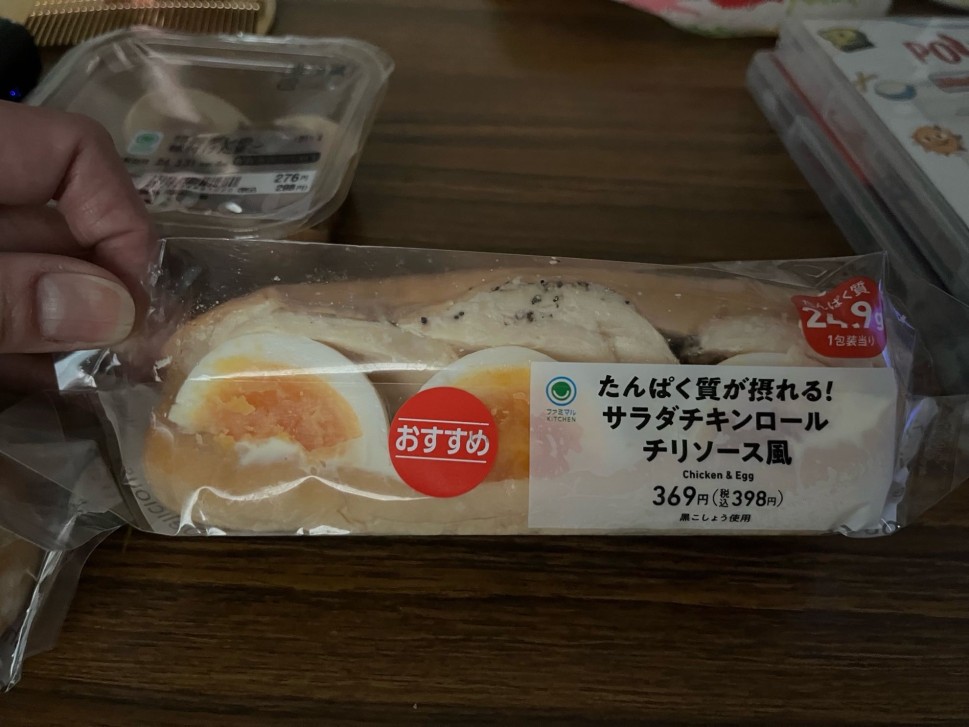 276円
PON
質
1包装当り
たんぱく質が摂れる!
サラダチキンロール
チリソース風
Chicken & Egg
369円(税込398円)
黒こしょう使用
ファミマル
KITCHEN
おすすめ